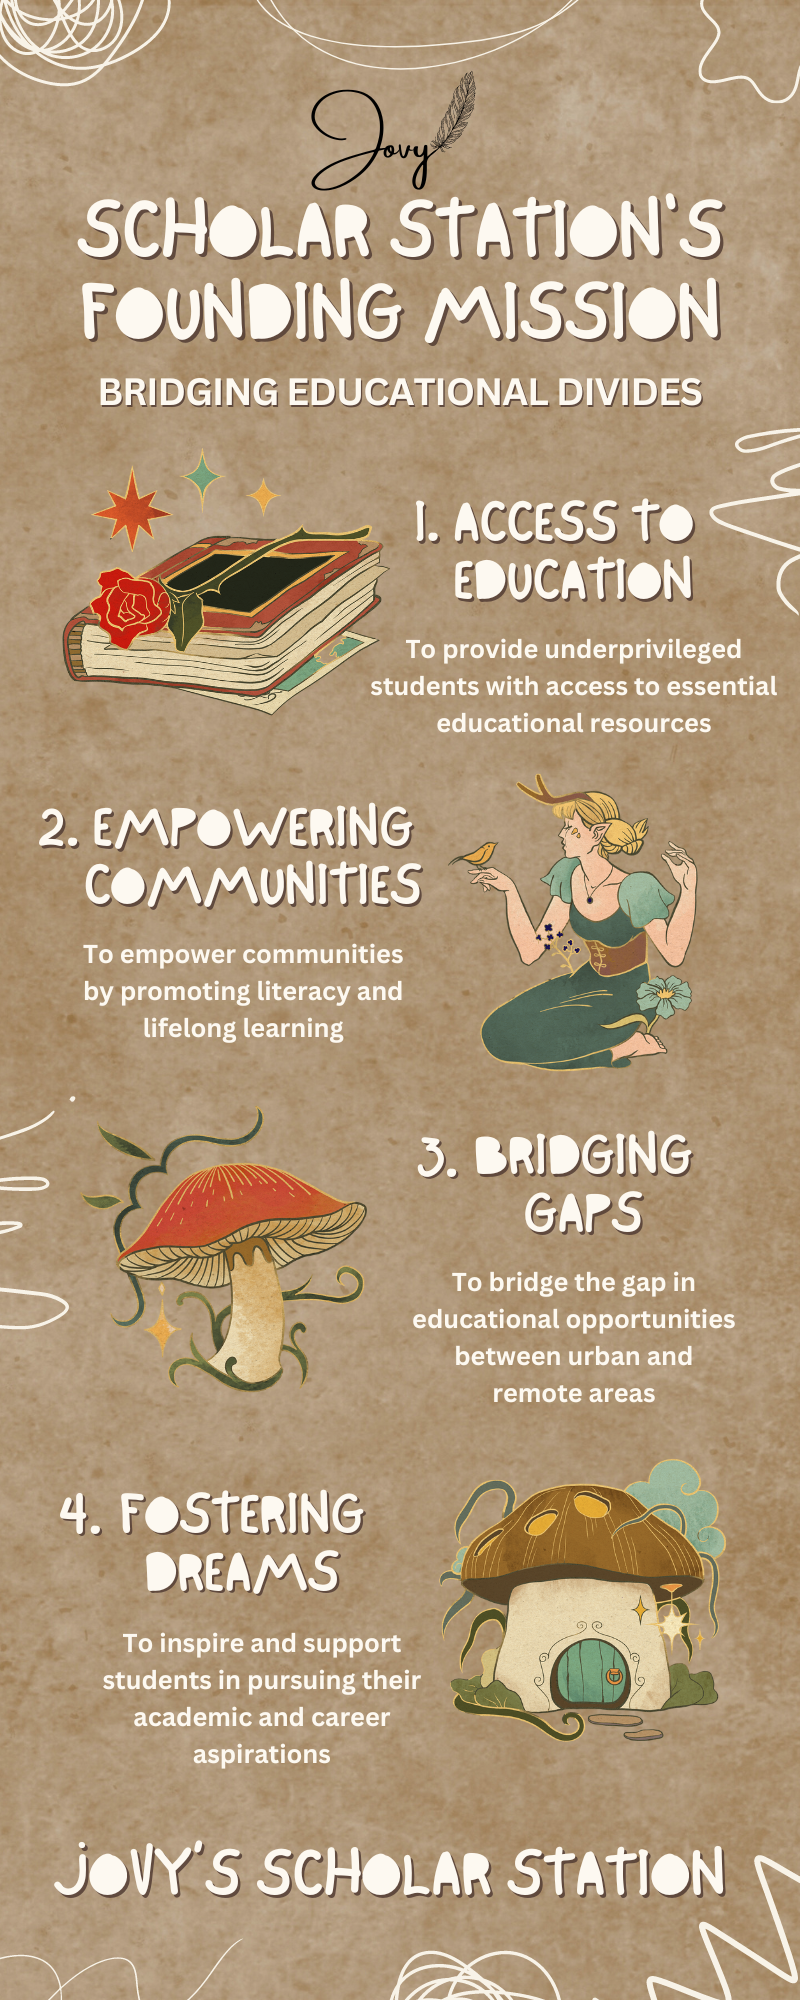 Jovy
SCHOLAR STATION'S
FOUNDING MISSION
BRIDGING EDUCATIONAL DIVIDES
1. ACCESS TO
EDUCATION
To provide underprivileged
students with access to essential
educational resources
2. EMPOWERING
COMMUNITIES
To empower communities
by promoting literacy and
lifelong learning
3. BRIDGING
GAPS
To bridge the gap in
educational opportunities
between urban and
remote areas
4. FOSTERING
DREAMS
To inspire and support
students in pursuing their
academic and career
aspirations
JOVY'S SCHOLAR STATION